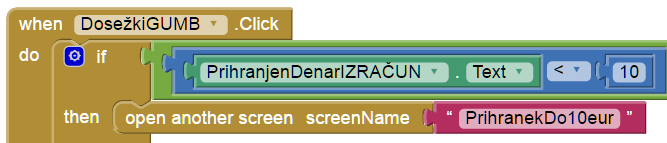 when DosežkiGUMB .Click
do if PrihranjenDenarIZRAČUN . Text < 10
then open another screen screenName “ PrihranekDo10eur ”